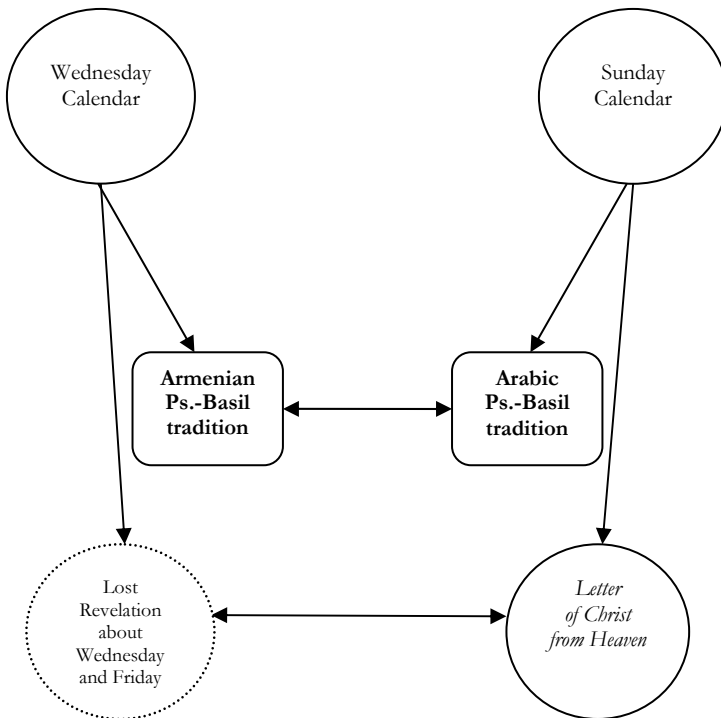 Wednesday
Calendar
Sunday
Calendar
Armenian
Ps.-Basil
tradition
Arabic
Ps.-Basil
tradition
Lost
Revelation
about
Wednesday
and Friday
Letter
of Christ
from Heaven